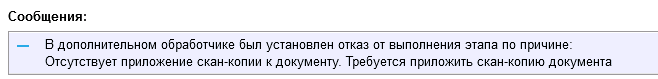 Сообщения:
В дополнительном обработчике был установлен отказ от выполнения этапа по причине:
Отсутствует приложение скан-копии к документу. Требуется приложить скан-копию документа